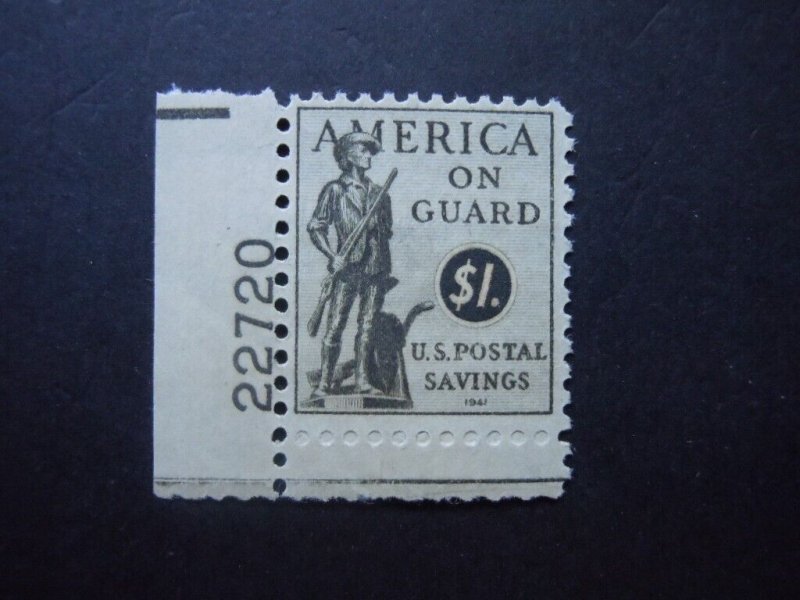 AMERICA
ON
GUARD
$1.
U.S. POSTAL
SAVINGS
1941
22720